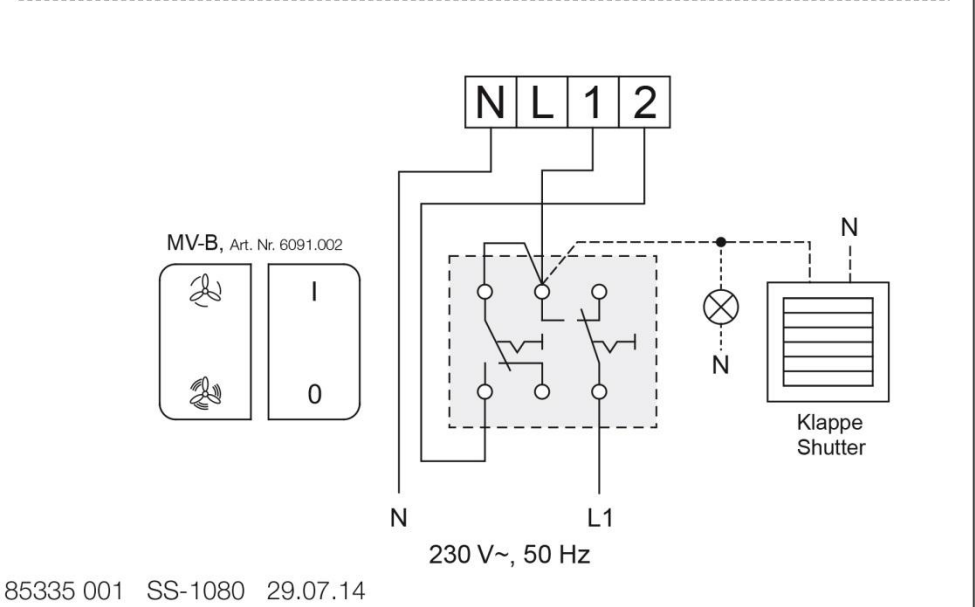 N L 1 2
MV-B, Art. Nr. 6091.002
I
0
N
N
Klappe
Shutter
N
L1
230 V~, 50 Hz
85335 001 SS-1080 29.07.14